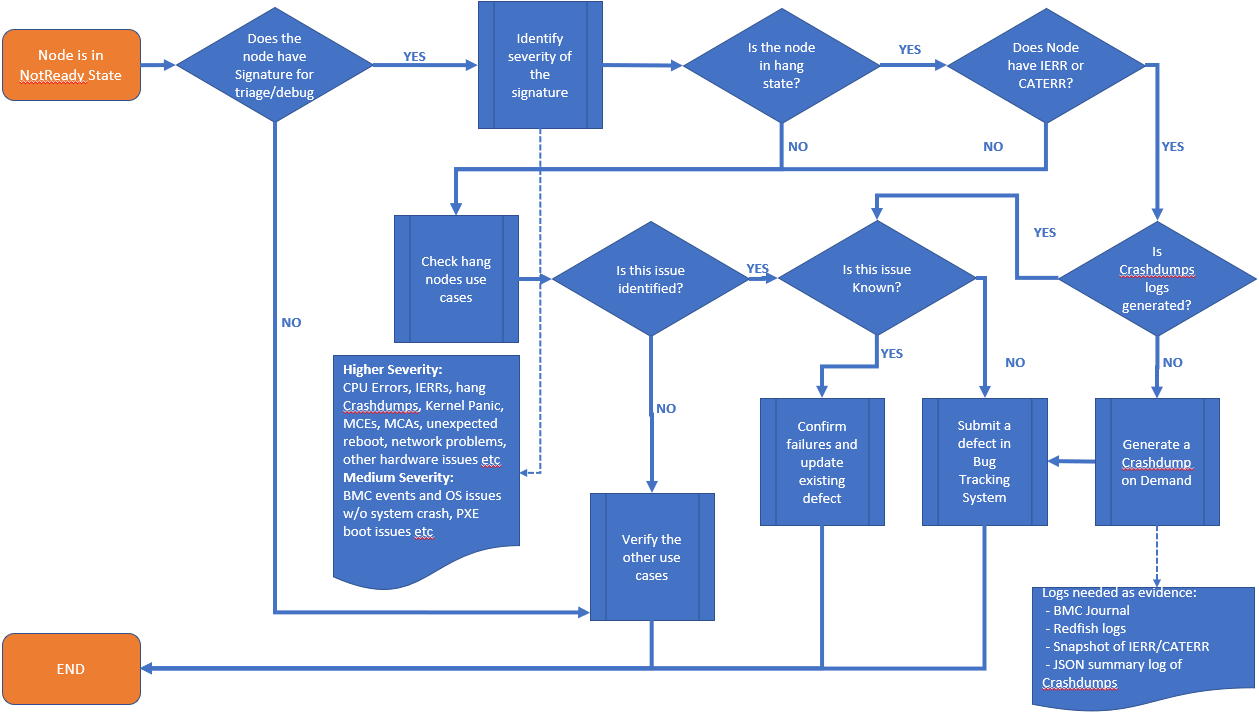 Node is in
NotReady State
Does the
node have
Signature for
triage/debug
YES
Identify
severity of
the
signature
Is the node
in hang
state?
YES
Does Node
have IERR or
CATERR?
NO
NO
YES
Check hang
nodes use
cases
Is this issue
identified?
YES
Is this issue
Known?
YES
Is
Crashdumps
logs
generated?
NO
YES
NO
NO
NO
Higher Severity:
CPU Errors, IERRs, hang
Crashdumps, Kernel Panic,
MCEs, MCAs, unexpected
reboot, network problems,
other hardware issues etc
Medium Severity:
BMC events and OS issues
w/o system crash, PXE
boot issues etc
Confirm
failures and
update
existing
defect
Submit a
defect in
Bug
Tracking
System
Generate a
Crashdump
on Demand
Verify the
other use
cases
Logs needed as evidence:
- BMC Journal
- Redfish logs
- Snapshot of IERR/CATERR
- JSON summary log of
Crashdumps
END